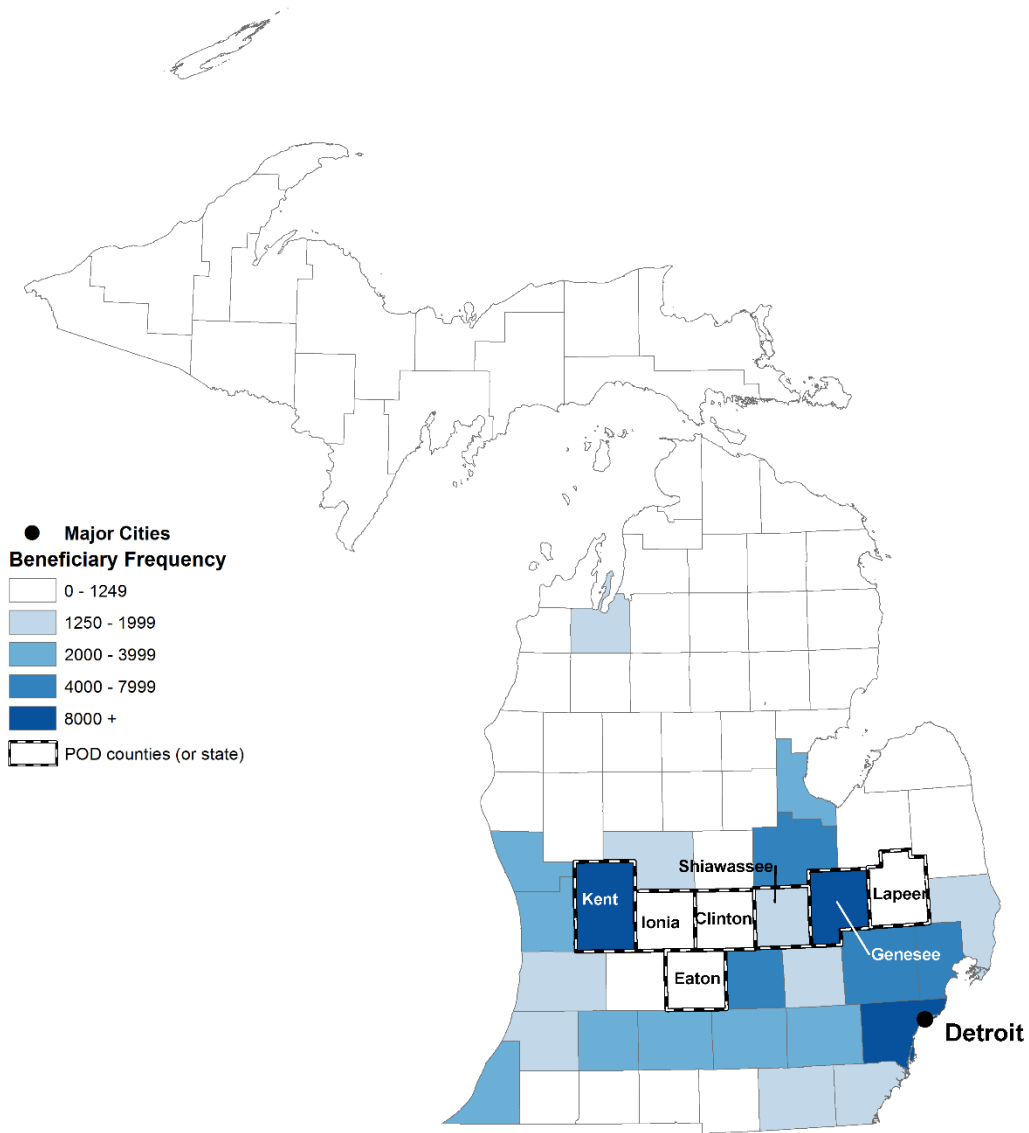 Major Cities
Beneficiary Frequency
0 - 1249
1250 - 1999
2000 - 3999
4000 - 7999
8000 +
POD counties (or state)
Shiawassee
Kent
Ionia
Clinton
Lapeer
Genesee
Eaton
Detroit